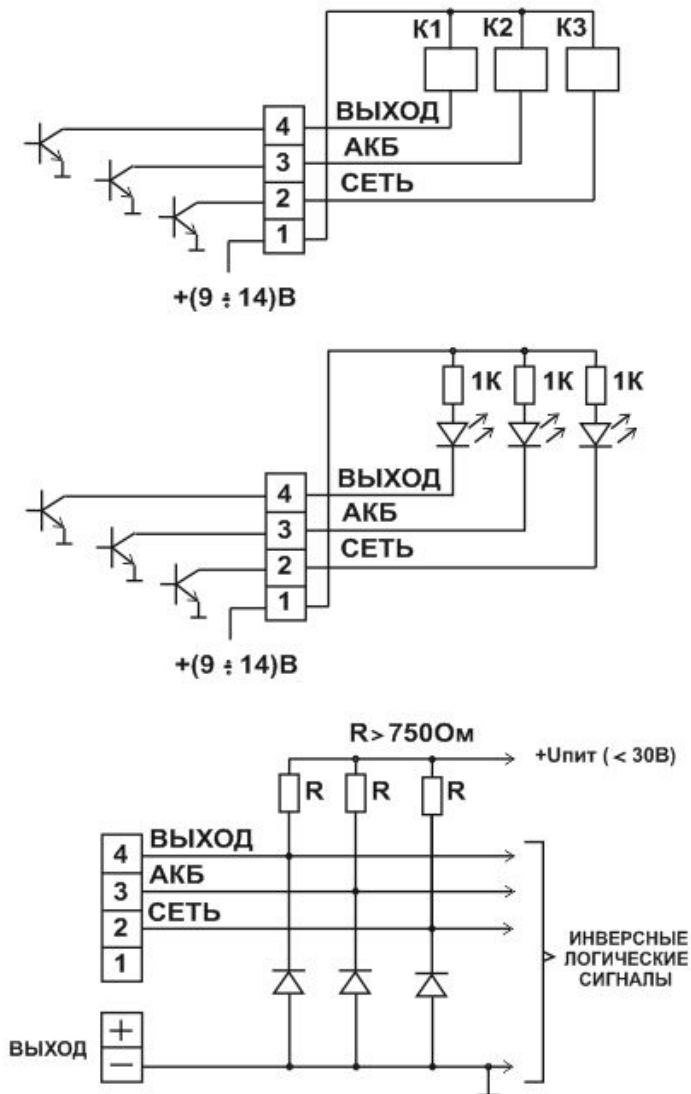 К1 К2 К3
4 ВЫХОД
3 АКБ
2 СЕТЬ
1
+(9 ÷ 14)В
1К 1К 1К
4 ВЫХОД
3 АКБ
2 СЕТЬ
1
+(9 ÷ 14)В
R>750Ом
+Uпит ( < 30В)
R R R
4 ВЫХОД
3 АКБ
2 СЕТЬ
1
ИНВЕРСНЫЕ
ЛОГИЧЕСКИЕ
СИГНАЛЫ
+
ВЫХОД
−